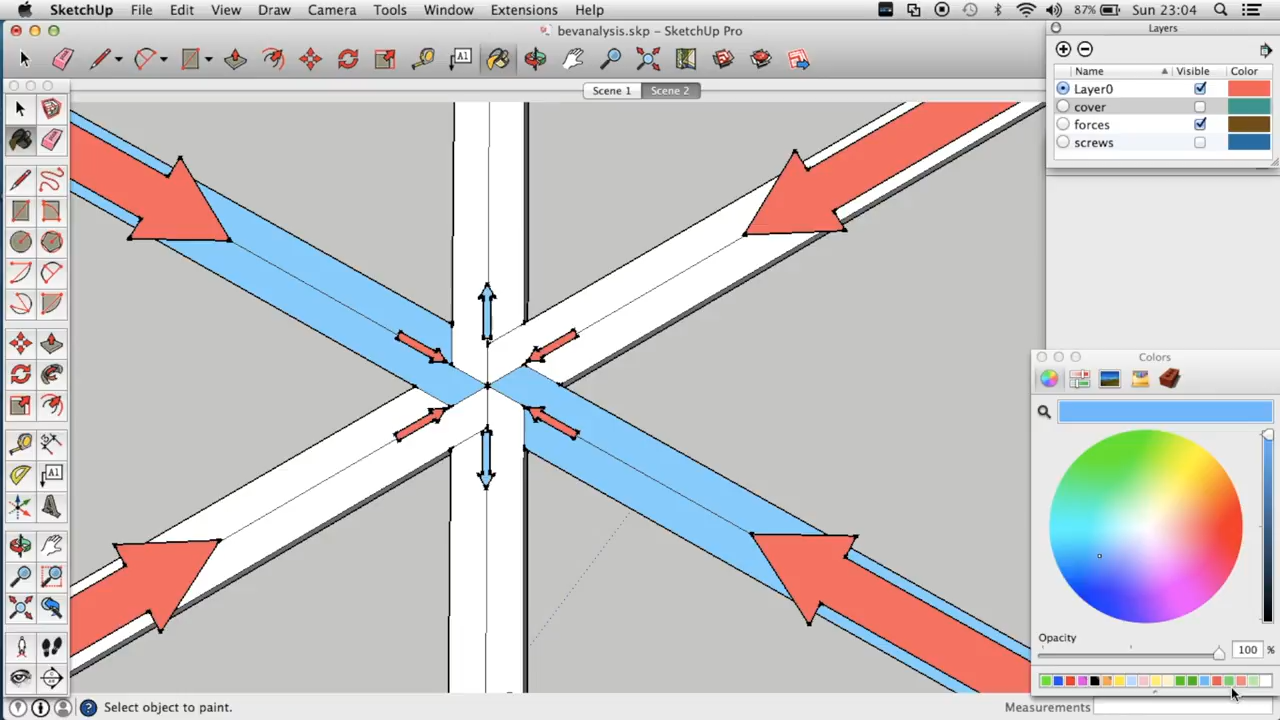 SketchUp File Edit View Draw Camera Tools Window Extensions Help 87% Sun 23:04
bevanalysis.skp – SketchUp Pro
Layers
A1
Scene 1 Scene 2
Name Visible Color
Layer0
cover
forces
screws
Colors
A1
Opacity
100 %
? Select object to paint.
Measurements